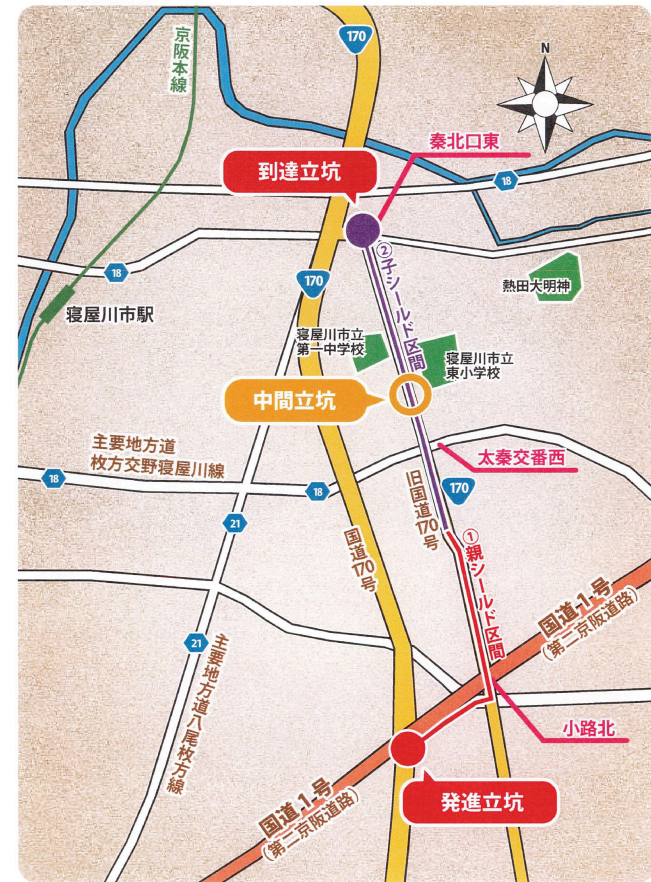 170
京阪本線
N
秦北口東
到達立坑
18
18
170
②子シールド区間
熱田大明神
寝屋川市駅
寝屋川市立
第一中学校
寝屋川市立
東小学校
中間立坑
主要地方道
枚方交野寝屋川線
太秦交番西
18
18
170
旧国道170号
21
国道170号
①親シールド区間
国道-1-号
(第二京阪道路)
21
主要地方道八尾枚方線
小路北
発進立坑
国道-1-号
(第二京阪道路)